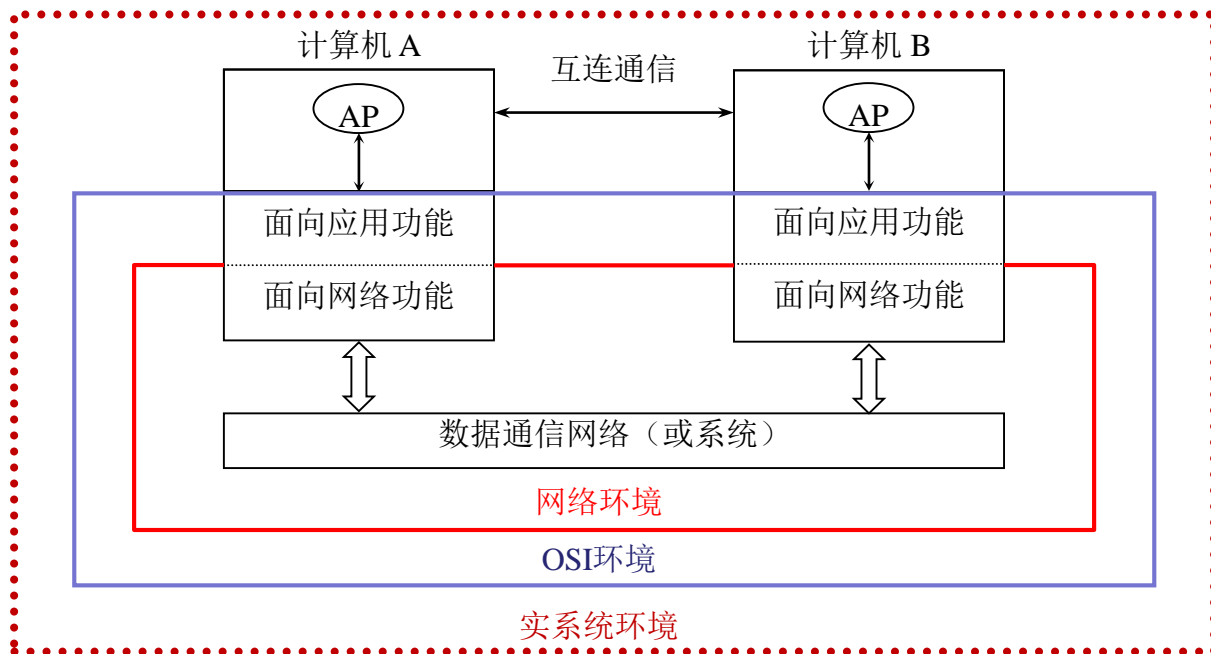 计算机 A
计算机 B
互连通信
AP
AP
面向应用功能
面向应用功能
面向网络功能
面向网络功能
数据通信网络（或系统）
网络环境
OSI环境
实系统环境